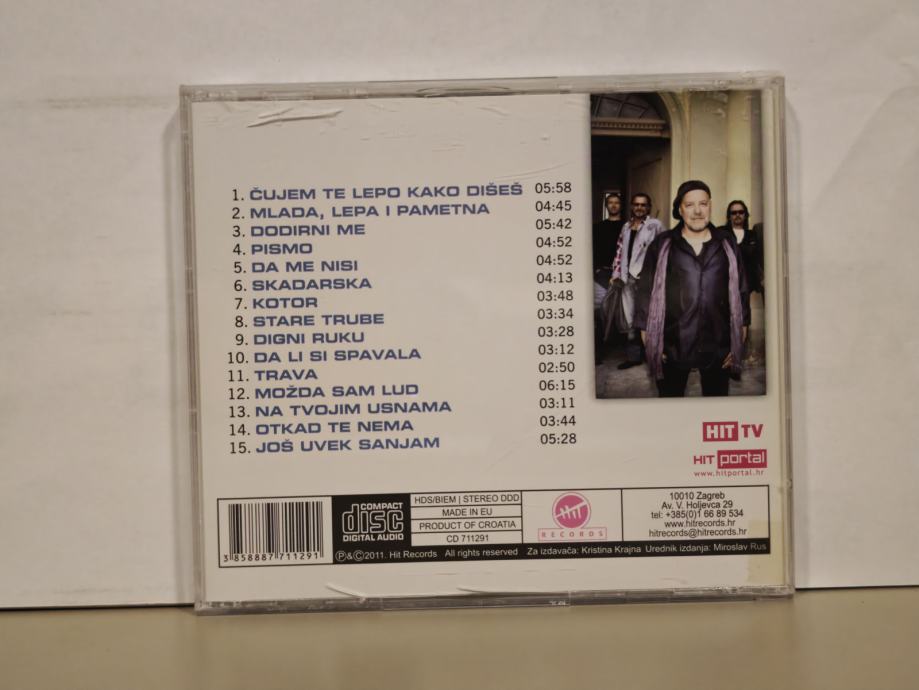 1. ČUJEM TE LEPO KAKO DIŠEŠ 05:58
2. MLADA, LEPA I PAMETNA 04:45
3. DODIRNI ME 05:42
4. PISMO 04:52
5. DA ME NISI 04:52
6. SKADARSKA 04:13
7. KOTOR 03:48
8. STARE TRUBE 03:34
9. DIGNI RUKU 03:28
10. DA LI SI SPAVALA 03:12
11. TRAVA 02:50
12. MOŽDA SAM LUD 06:15
13. NA TVOJIM USNAMA 03:11
14. OTKAD TE NEMA 03:44
15. JOŠ UVEK SANJAM 05:28
HIT TV
HIT portal
www.hitportal.hr
3 858887 711291
COMPACT
disc
DIGITAL AUDIO
HDS/BIEM | STEREO DDD
MADE IN EU
PRODUCT OF CROATIA
CD 711291
HIT
RECORDS
10010 Zagreb
Av. V. Holjevca 29
tel: +385(0)1 66 89 534
www.hitrecords.hr
hitrecords@hitrecords.hr
℗&©2011. Hit Records All rights reserved Za izdavača: Kristina Krajna Urednik izdanja: Miroslav Rus